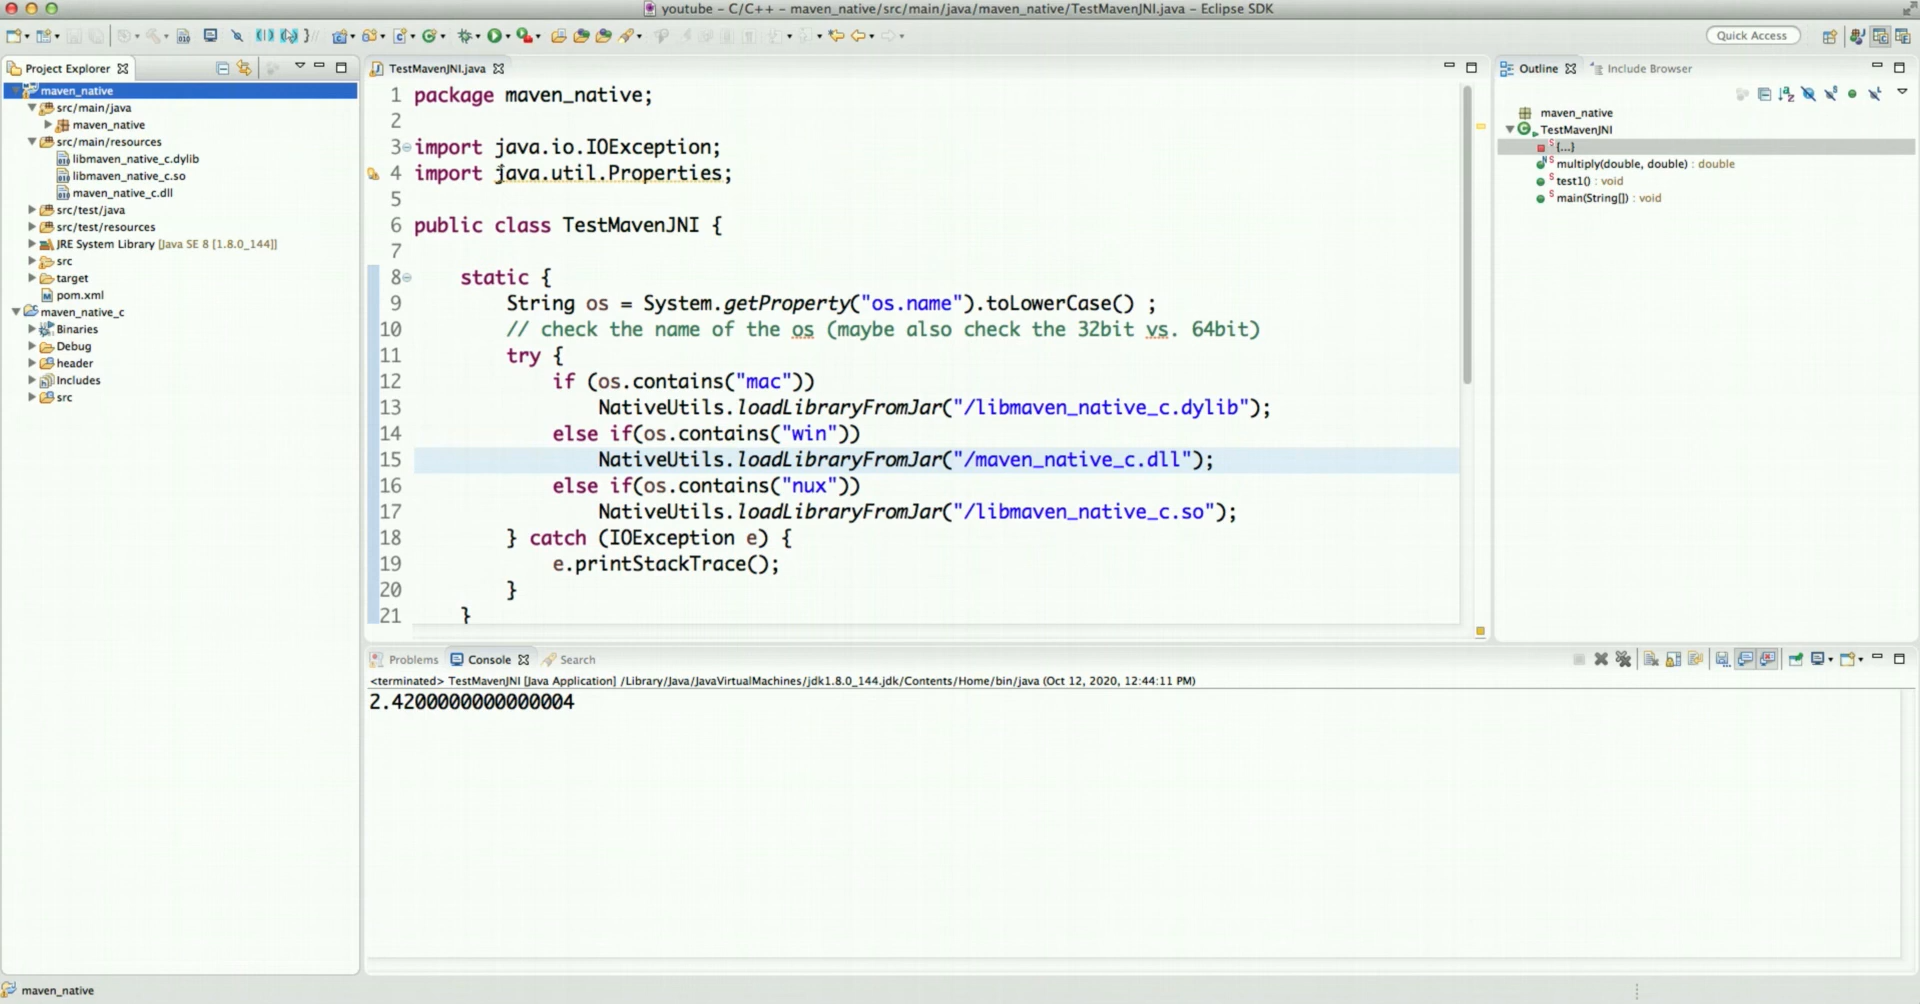 youtube - C/C++ - maven_native/src/main/java/maven_native/TestMavenJNI.java - Eclipse SDK
Quick Access
Project Explorer
maven_native
src/main/java
maven_native
src/main/resources
libmaven_native_c.dylib
libmaven_native_c.so
maven_native_c.dll
src/test/java
src/test/resources
JRE System Library [Java SE 8 [1.8.0_144]]
src
target
pom.xml
maven_native_c
Binaries
Debug
header
Includes
src
TestMavenJNI.java
1 package maven_native;
2
3 import java.io.IOException;
4 import java.util.Properties;
5
6 public class TestMavenJNI {
7
8 static {
9 String os = System.getProperty("os.name").toLowerCase() ;
10 // check the name of the os (maybe also check the 32bit vs. 64bit)
11 try {
12 if (os.contains("mac"))
13 NativeUtils.loadLibraryFromJar("/libmaven_native_c.dylib");
14 else if(os.contains("win"))
15 NativeUtils.loadLibraryFromJar("/maven_native_c.dll");
16 else if(os.contains("nux"))
17 NativeUtils.loadLibraryFromJar("/libmaven_native_c.so");
18 } catch (IOException e) {
19 e.printStackTrace();
20 }
21 }
Outline Include Browser
maven_native
TestMavenJNI
{...}
multiply(double, double) : double
test1() : void
main(String[]) : void
Problems Console Search
<terminated> TestMavenJNI [Java Application] /Library/Java/JavaVirtualMachines/jdk1.8.0_144.jdk/Contents/Home/bin/java (Oct 12, 2020, 12:44:11 PM)
2.4200000000000004
maven_native